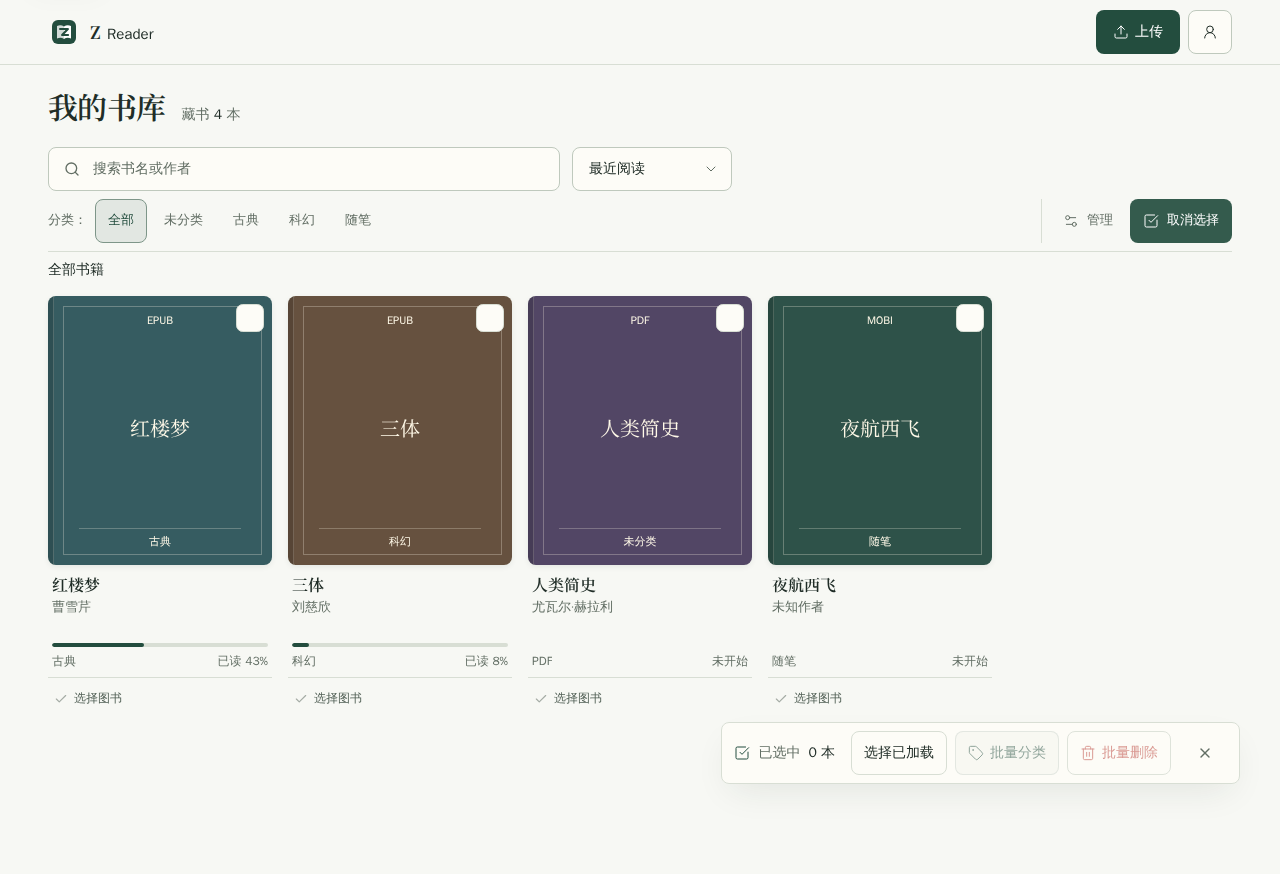 Z Reader
上传
我的书库 藏书 4 本
搜索书名或作者
最近阅读
分类： 全部 未分类 古典 科幻 随笔
管理 取消选择
全部书籍
EPUB
红楼梦
古典
红楼梦
曹雪芹
古典 已读 43%
选择图书
EPUB
三体
科幻
三体
刘慈欣
科幻 已读 8%
选择图书
PDF
人类简史
未分类
人类简史
尤瓦尔·赫拉利
PDF 未开始
选择图书
MOBI
夜航西飞
随笔
夜航西飞
未知作者
随笔 未开始
选择图书
已选中 0 本 选择已加载 批量分类 批量删除